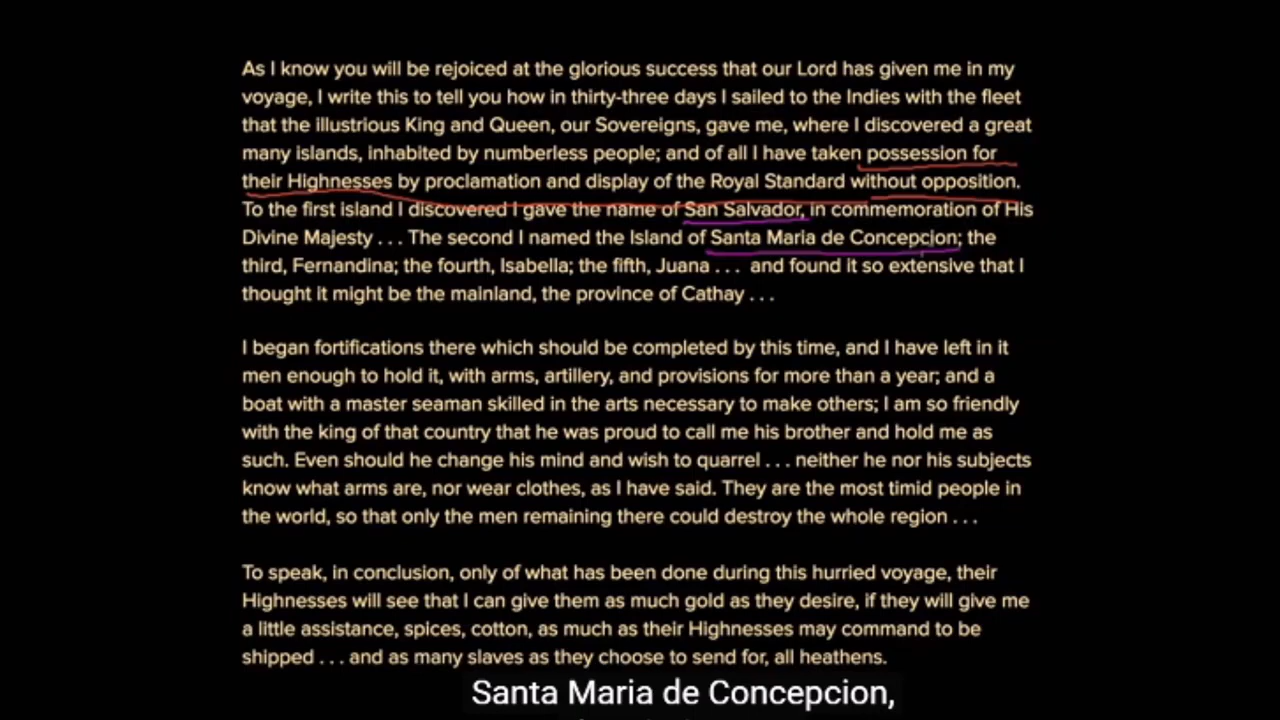 As I know you will be rejoiced at the glorious success that our Lord has given me in my
voyage, I write this to tell you how in thirty-three days I sailed to the Indies with the fleet
that the illustrious King and Queen, our Sovereigns, gave me, where I discovered a great
many islands, inhabited by numberless people; and of all I have taken possession for
their Highnesses by proclamation and display of the Royal Standard without opposition.
To the first island I discovered I gave the name of San Salvador, in commemoration of His
Divine Majesty . . . The second I named the Island of Santa Maria de Concepcion; the
third, Fernandina; the fourth, Isabella; the fifth, Juana . . . and found it so extensive that I
thought it might be the mainland, the province of Cathay . . .
I began fortifications there which should be completed by this time, and I have left in it
men enough to hold it, with arms, artillery, and provisions for more than a year; and a
boat with a master seaman skilled in the arts necessary to make others; I am so friendly
with the king of that country that he was proud to call me his brother and hold me as
such. Even should he change his mind and wish to quarrel . . . neither he nor his subjects
know what arms are, nor wear clothes, as I have said. They are the most timid people in
the world, so that only the men remaining there could destroy the whole region . . .
To speak, in conclusion, only of what has been done during this hurried voyage, their
Highnesses will see that I can give them as much gold as they desire, if they will give me
a little assistance, spices, cotton, as much as their Highnesses may command to be
shipped . . . and as many slaves as they choose to send for, all heathens.
Santa Maria de Concepcion,